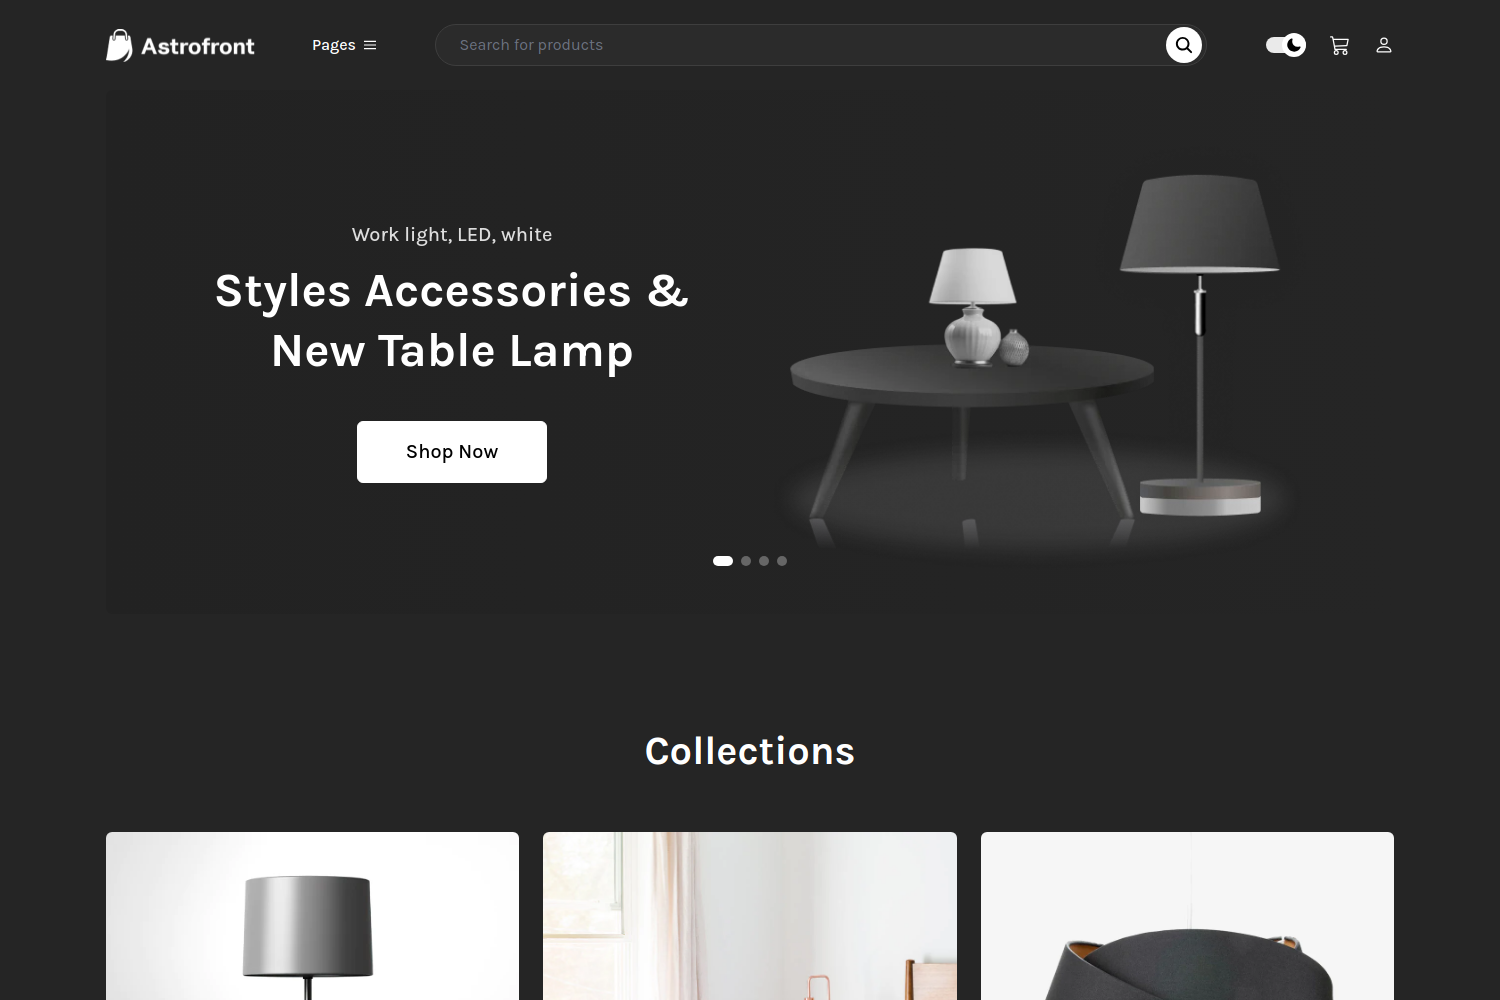 Astrofront
Pages
Search for products
Work light, LED, white
Styles Accessories &
New Table Lamp
Shop Now
Collections